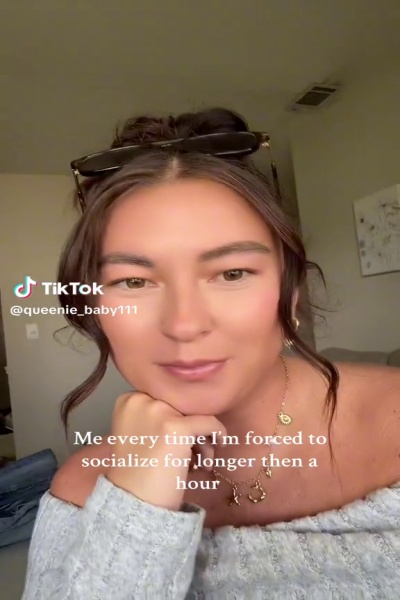 TikTok
@queenie_baby111
Me every time I'm forced to
socialize for longer then a
hour